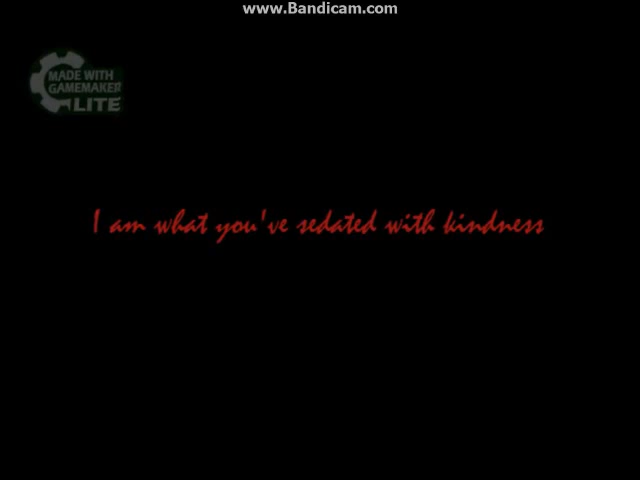 www.Bandicam.com
MADE WITH
GAMEMAKER
LITE
I am what you've sedated with kindness